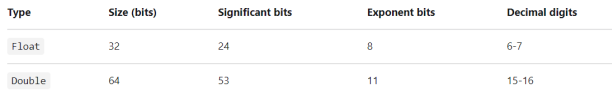 Type Size (bits) Significant bits Exponent bits Decimal digits
Float 32 24 8 6-7
Double 64 53 11 15-16